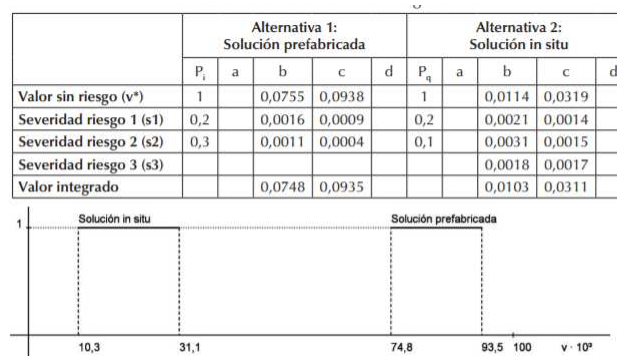 Alternativa 1: Alternativa 2:
Solución prefabricada Solución in situ
P_i a b c d P_q a b c d
Valor sin riesgo (v*) 1 0,0755 0,0938 1 0,0114 0,0319
Severidad riesgo 1 (s1) 0,2 0,0016 0,0009 0,2 0,0021 0,0014
Severidad riesgo 2 (s2) 0,3 0,0011 0,0004 0,1 0,0031 0,0015
Severidad riesgo 3 (s3) 0,0018 0,0017
Valor integrado 0,0748 0,0935 0,0103 0,0311
Solución in situ Solución prefabricada
1
10,3 31,1 74,8 93,5 100 v · 10³